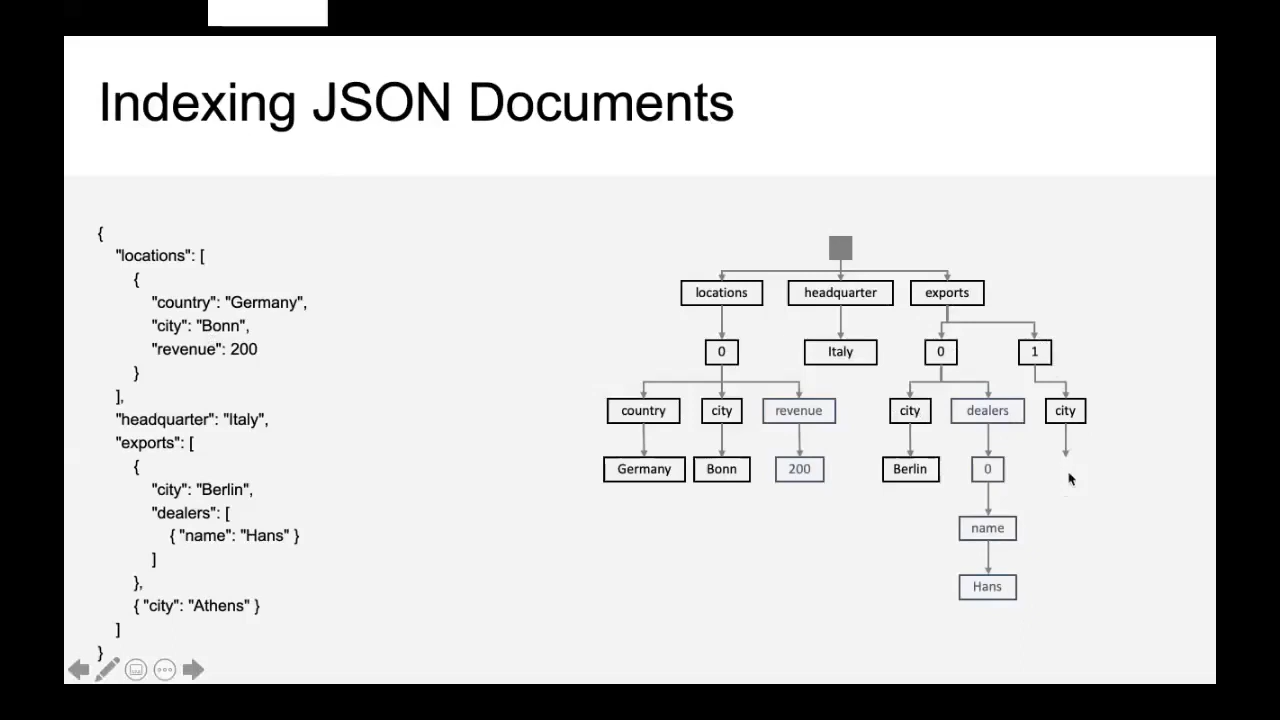 Indexing JSON Documents
{
"locations": [
{
"country": "Germany",
"city": "Bonn",
"revenue": 200
}
],
"headquarter": "Italy",
"exports": [
{
"city": "Berlin",
"dealers": [
{ "name": "Hans" }
]
},
{ "city": "Athens" }
]
}
locations headquarter exports
0 Italy 0 1
country city revenue city dealers city
Germany Bonn 200 Berlin 0
name
Hans